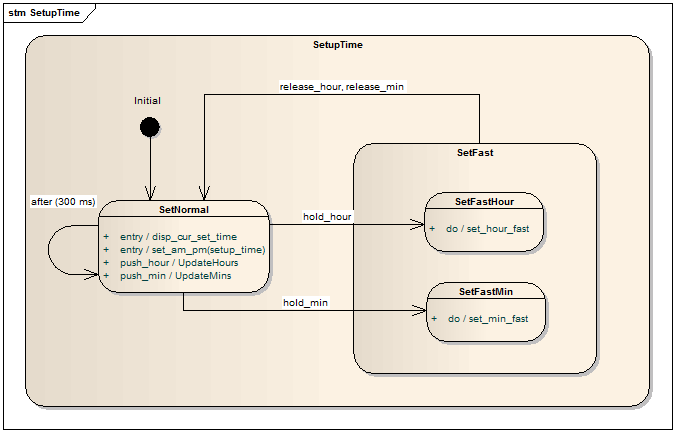 stm SetupTime
SetupTime
release_hour, release_min
Initial
SetFast
after (300 ms)
SetNormal
+ entry / disp_cur_set_time
+ entry / set_am_pm(setup_time)
+ push_hour / UpdateHours
+ push_min / UpdateMins
hold_hour
SetFastHour
+ do / set_hour_fast
hold_min
SetFastMin
+ do / set_min_fast